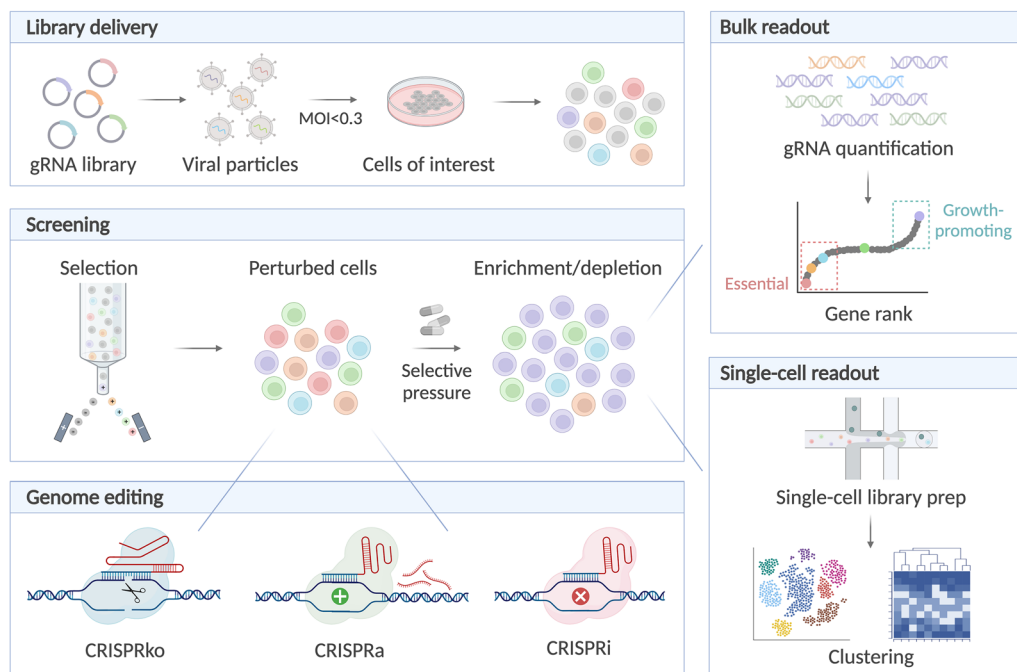 Library delivery
gRNA library
Viral particles
MOI<0.3
Cells of interest
Screening
Selection
Perturbed cells
Selective
pressure
Enrichment/depletion
Genome editing
CRISPRko
CRISPRa
CRISPRi
Bulk readout
gRNA quantification
Growth-
promoting
Essential
Gene rank
Single-cell readout
Single-cell library prep
Clustering